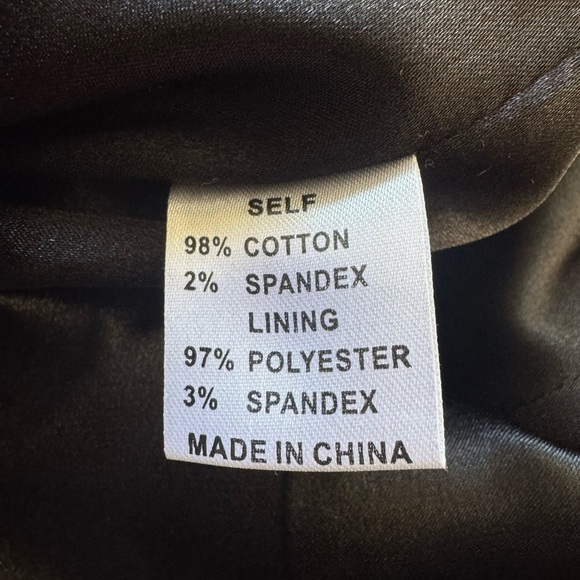 SELF
98% COTTON
2% SPANDEX
LINING
97% POLYESTER
3% SPANDEX
MADE IN CHINA